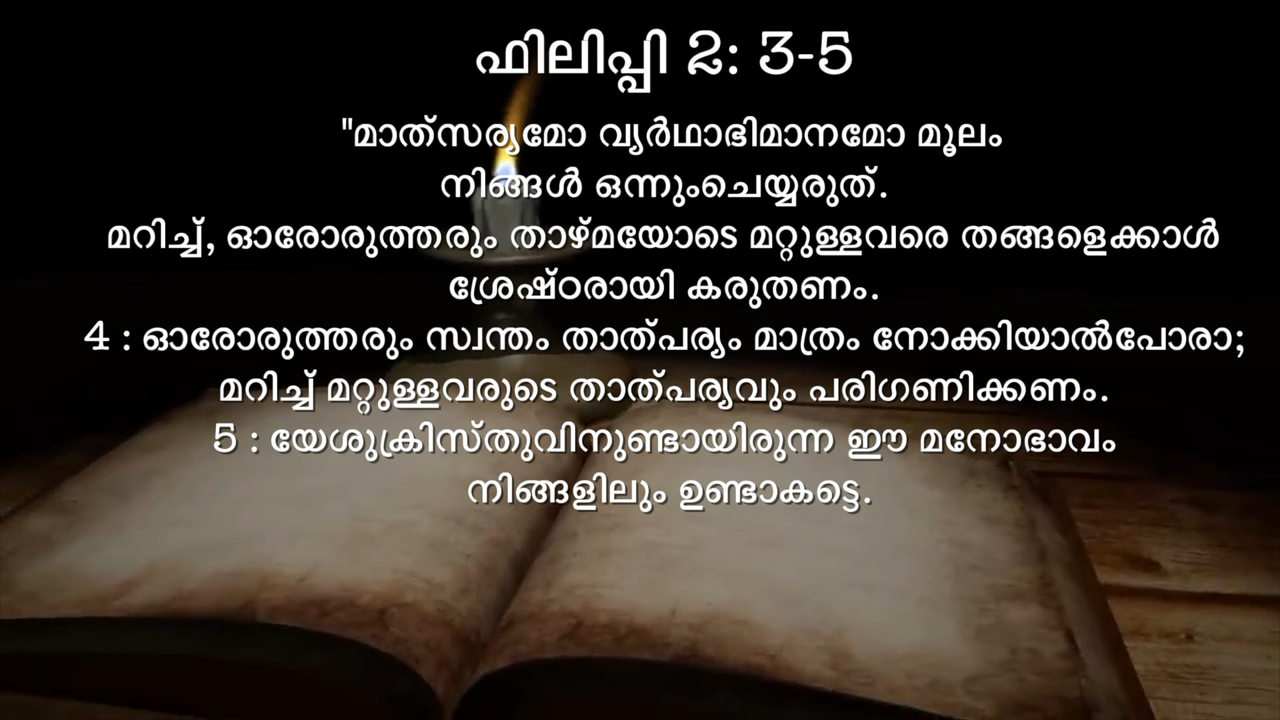 ഫിലിപ്പി 2: 3-5
"മാത്സര്യമോ വ്യർഥാഭിമാനമോ മൂലം
നിങ്ങൾ ഒന്നുംചെയ്യരുത്.
മറിച്ച്, ഓരോരുത്തരും താഴ്മയോടെ മറ്റുള്ളവരെ തങ്ങളെക്കാൾ
ശ്രേഷ്ഠരായി കരുതണം.
4 : ഓരോരുത്തരും സ്വന്തം താത്പര്യം മാത്രം നോക്കിയാൽപോരാ;
മറിച്ച് മറ്റുള്ളവരുടെ താത്പര്യവും പരിഗണിക്കണം.
5 : യേശുക്രിസ്തുവിനുണ്ടായിരുന്ന ഈ മനോഭാവം
നിങ്ങളിലും ഉണ്ടാകട്ടെ.